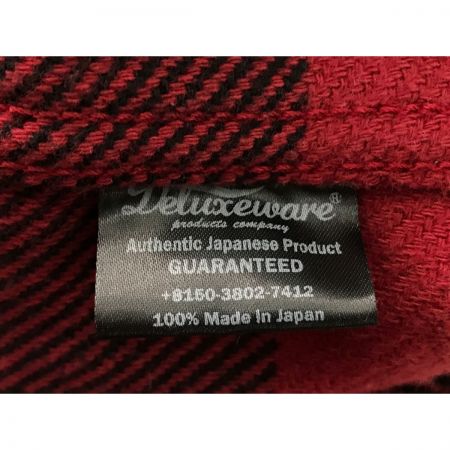 Deluxeware®
products company
Authentic Japanese Product
GUARANTEED
+8150-3802-7412
100% Made In Japan